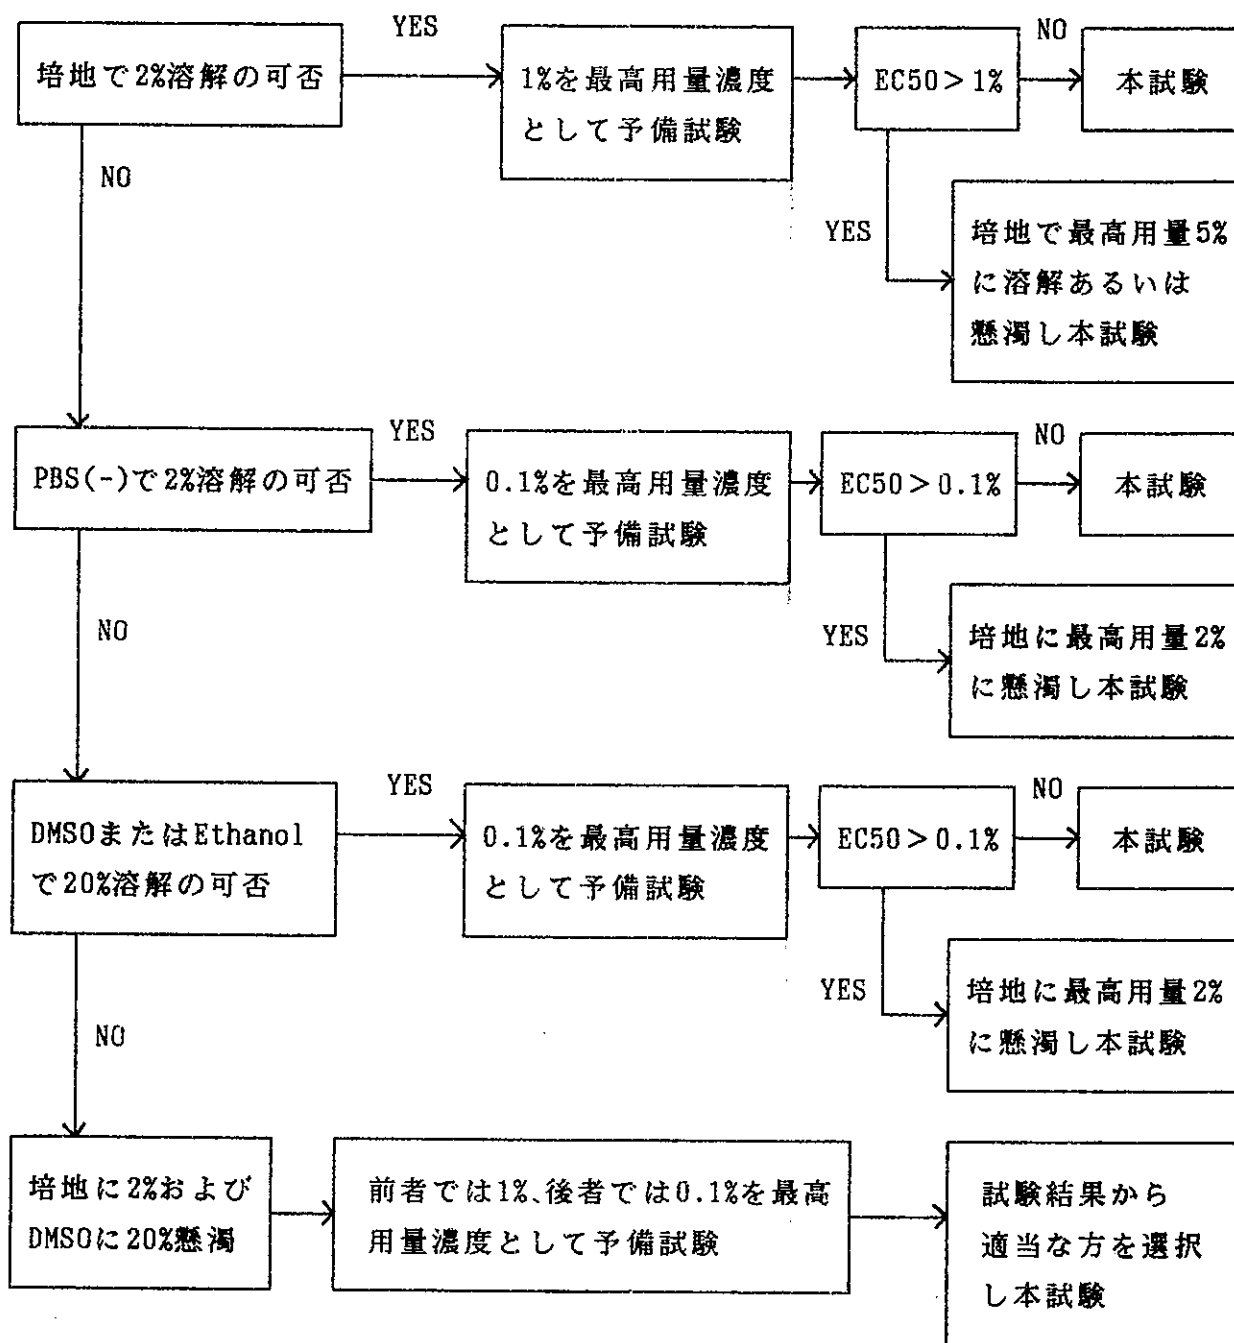 YES
NO
培地で2%溶解の可否
1%を最高用量濃度
として予備試験
EC50>1%
本試験
NO
YES
培地で最高用量5%
に溶解あるいは
懸濁し本試験
YES
NO
PBS(-)で2%溶解の可否
0.1%を最高用量濃度
として予備試験
EC50>0.1%
本試験
NO
YES
培地に最高用量2%
に懸濁し本試験
YES
NO
DMSOまたはEthanol
で20%溶解の可否
0.1%を最高用量濃度
として予備試験
EC50>0.1%
本試験
YES
培地に最高用量2%
に懸濁し本試験
NO
培地に2%および
DMSOに20%懸濁
前者では1%、後者では0.1%を最高
用量濃度として予備試験
試験結果から
適当な方を選択
し本試験